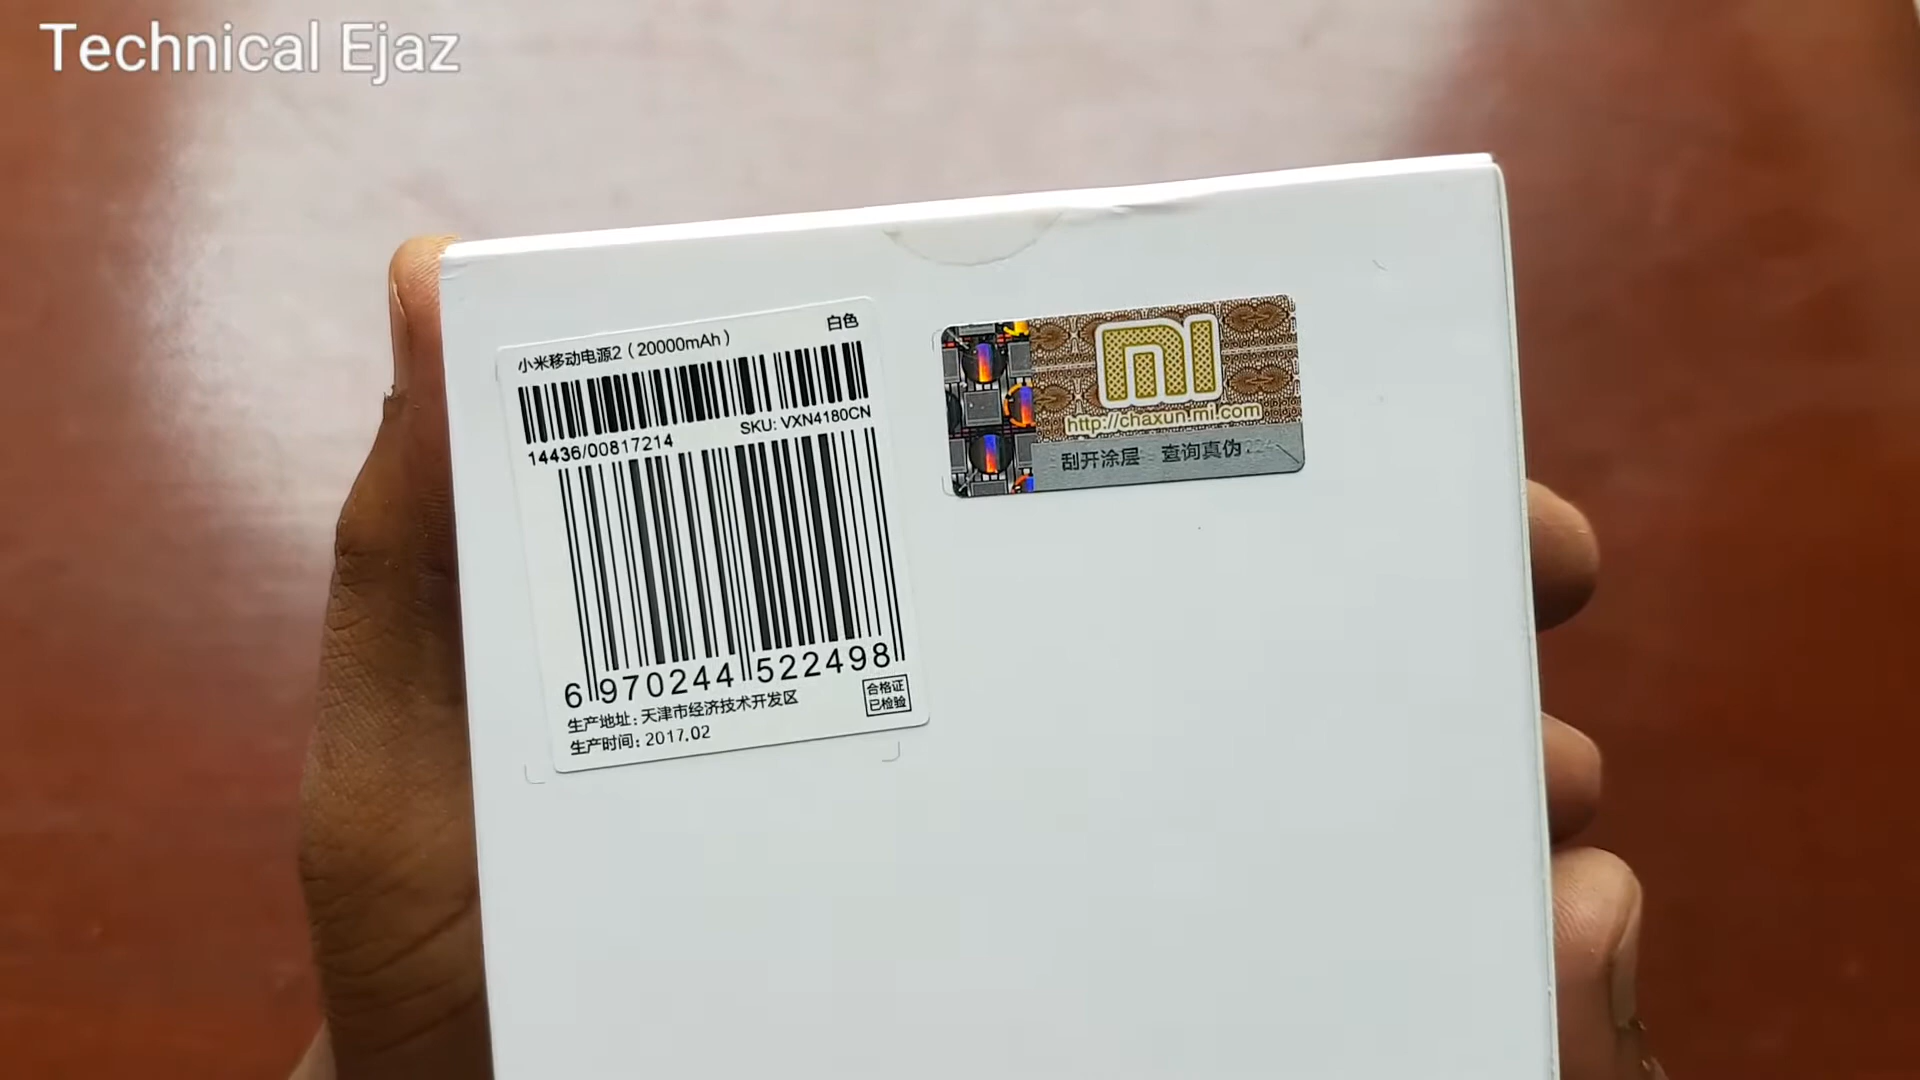 Technical Ejaz
白色
小米移动电源2（20000mAh）
SKU: VXN4180CN
14436/00817214
6 970244 522498
生产地址: 天津市经济技术开发区
生产时间: 2017.02
合格证
已检验
mi
http://chaxun.mi.com
刮开涂层 查询真伪